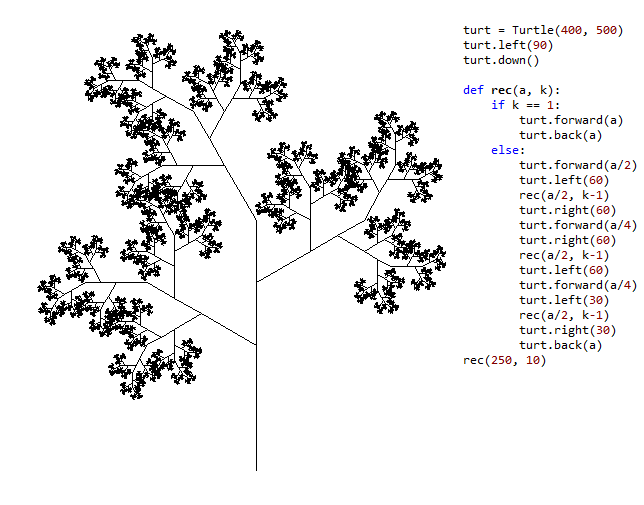 turt = Turtle(400, 500)
turt.left(90)
turt.down()

def rec(a, k):
    if k == 1:
        turt.forward(a)
        turt.back(a)
    else:
        turt.forward(a/2)
        turt.left(60)
        rec(a/2, k-1)
        turt.right(60)
        turt.forward(a/4)
        turt.right(60)
        rec(a/2, k-1)
        turt.left(60)
        turt.forward(a/4)
        turt.left(30)
        rec(a/2, k-1)
        turt.right(30)
        turt.back(a)
rec(250, 10)